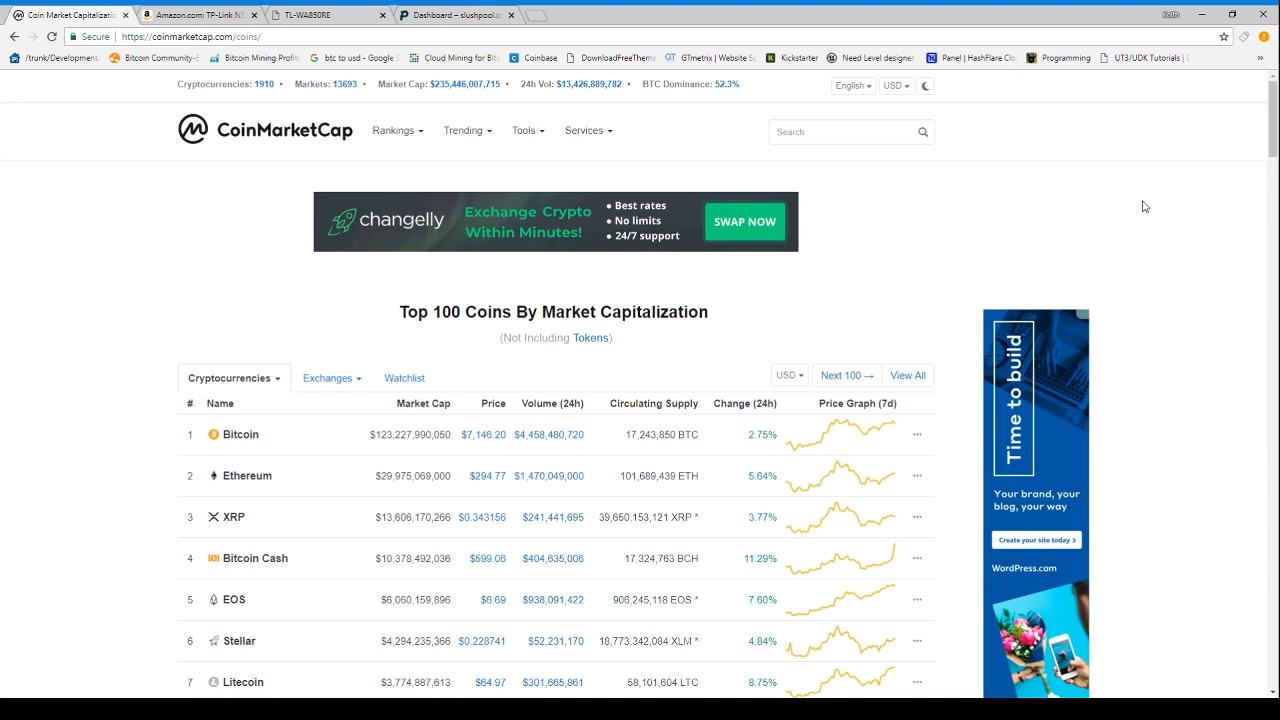 Coin Market Capitalizatio
Amazon.com: TP-Link N3
TL-WA850RE
Dashboard – slushpool.c
Secure
https://coinmarketcap.com/coins/
/trunk/Development
Bitcoin Community-E
Bitcoin Mining Profit
btc to usd - Google S
Cloud Mining for Bit
Coinbase
DownloadFreeTheme
GTmetrix | Website Sp
Kickstarter
Need Level designer
Panel | HashFlare Clo
Programming
UT3/UDK Tutorials |
Cryptocurrencies: 1910 • Markets: 13693 • Market Cap: $235,446,007,715 • 24h Vol: $13,426,889,782 • BTC Dominance: 52.3%
English
USD
CoinMarketCap
Rankings
Trending
Tools
Services
Search
changelly
Exchange Crypto
Within Minutes!
• Best rates
• No limits
• 24/7 support
SWAP NOW
Top 100 Coins By Market Capitalization
(Not Including Tokens)
Cryptocurrencies
Exchanges
Watchlist
USD
Next 100 →
View All
# Name Market Cap Price Volume (24h) Circulating Supply Change (24h) Price Graph (7d)
1 Bitcoin $123,227,990,050 $7,146.20 $4,458,480,720 17,243,850 BTC 2.75%
2 Ethereum $29,975,069,000 $294.77 $1,470,049,000 101,689,439 ETH 5.64%
3 XRP $13,606,170,266 $0.343156 $241,441,695 39,650,153,121 XRP * 3.77%
4 Bitcoin Cash $10,378,492,036 $599.06 $404,635,006 17,324,763 BCH 11.29%
5 EOS $6,060,159,896 $6.69 $938,091,422 906,245,118 EOS * 7.60%
6 Stellar $4,294,235,366 $0.228741 $52,231,170 18,773,342,084 XLM * 4.84%
7 Litecoin $3,774,887,613 $64.97 $301,665,861 58,101,604 LTC 8.75%
Time to build
Your brand, your
blog, your way
Create your site today
WordPress.com